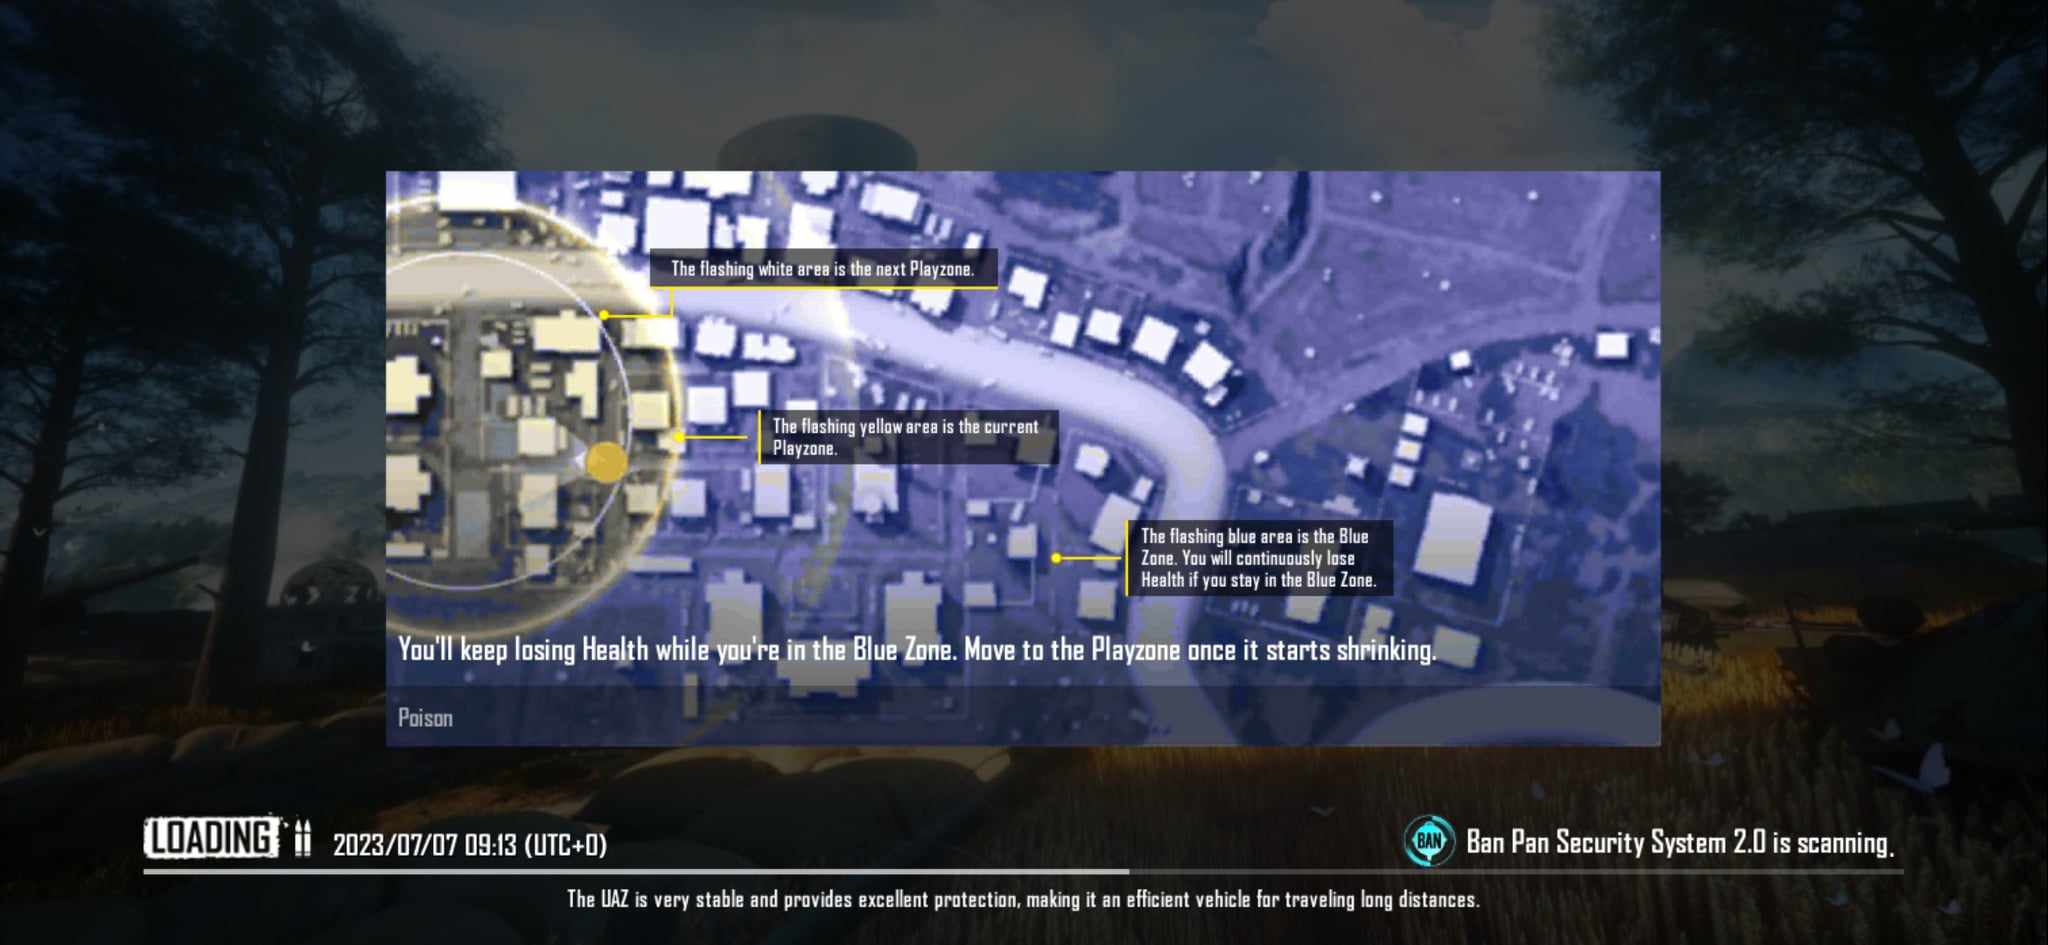 The flashing white area is the next Playzone.
The flashing yellow area is the current
Playzone.
The flashing blue area is the Blue
Zone. You will continuously lose
Health if you stay in the Blue Zone.
You'll keep losing Health while you're in the Blue Zone. Move to the Playzone once it starts shrinking.
Poison
LOADING 2023/07/07 09:13 (UTC+0)
BAN Ban Pan Security System 2.0 is scanning.
The UAZ is very stable and provides excellent protection, making it an efficient vehicle for traveling long distances.